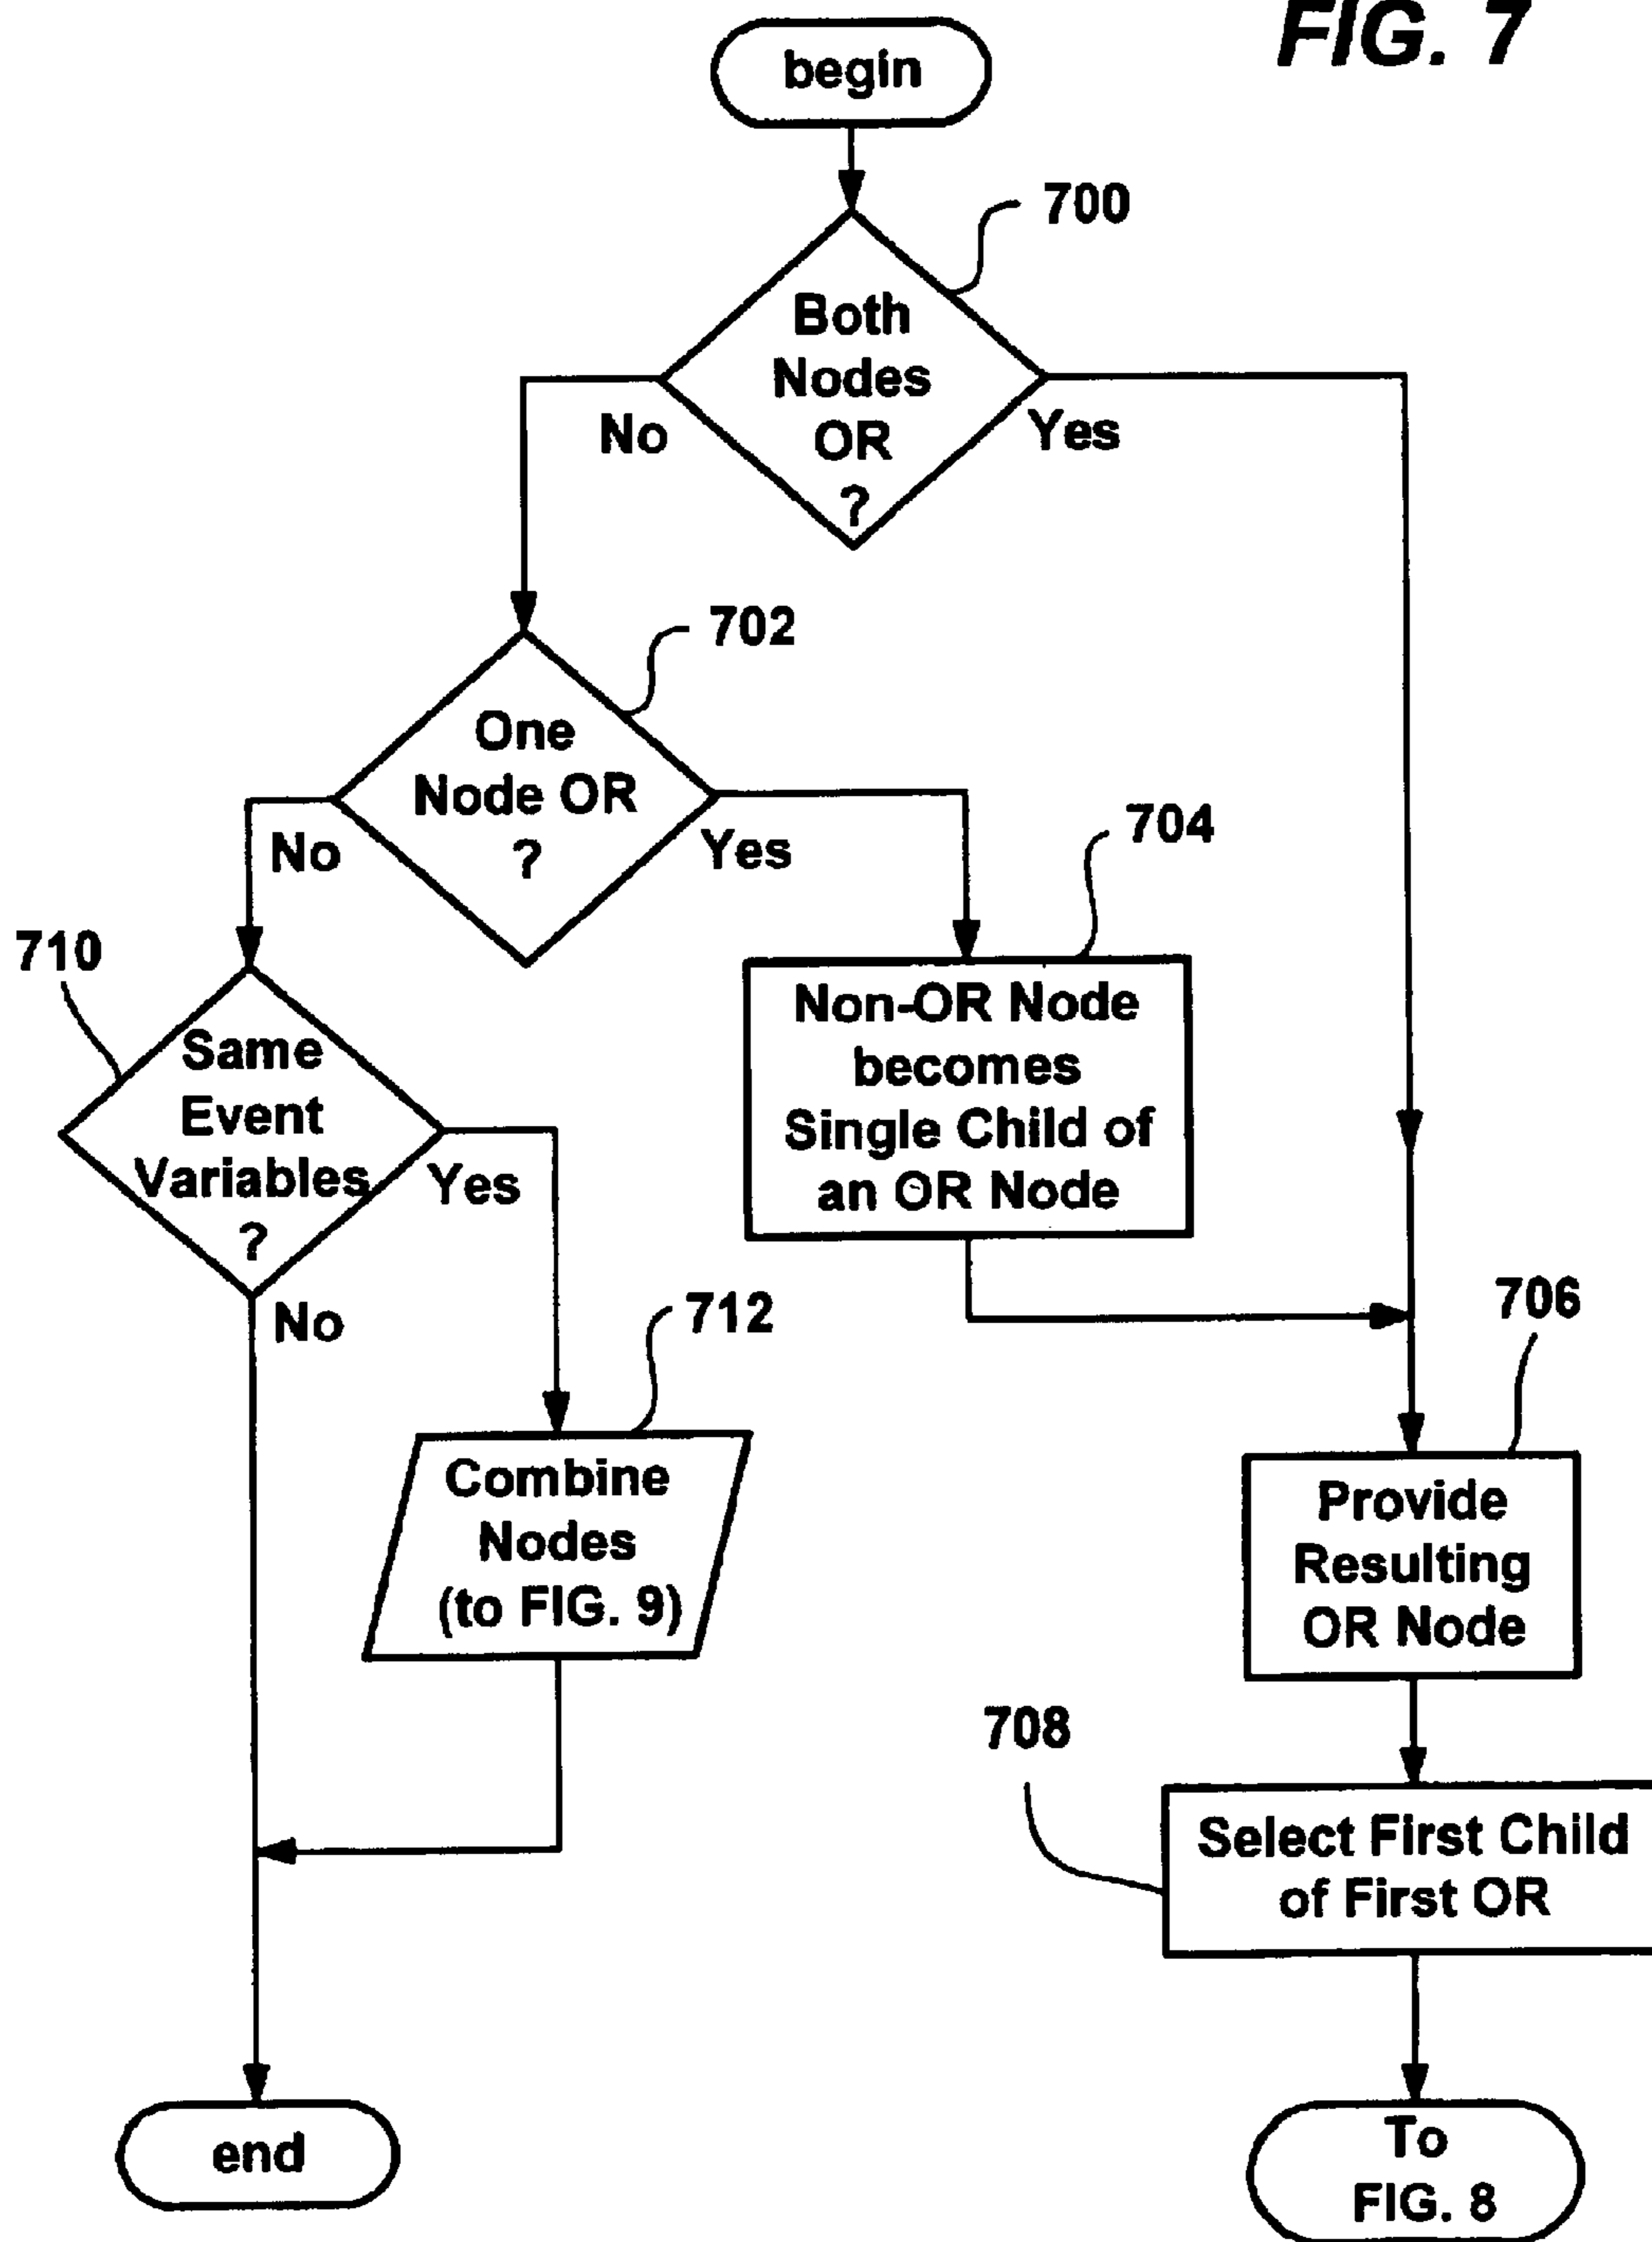 FIG. 7
begin
700
Both
Nodes
OR
?
No
Yes
702
One
Node OR
?
No
Yes
704
Non-OR Node
becomes
Single Child of
an OR Node
710
Same
Event
Variables
?
Yes
No
712
Combine
Nodes
(to FIG. 9)
706
Provide
Resulting
OR Node
708
Select First Child
of First OR
end
To
FIG. 8